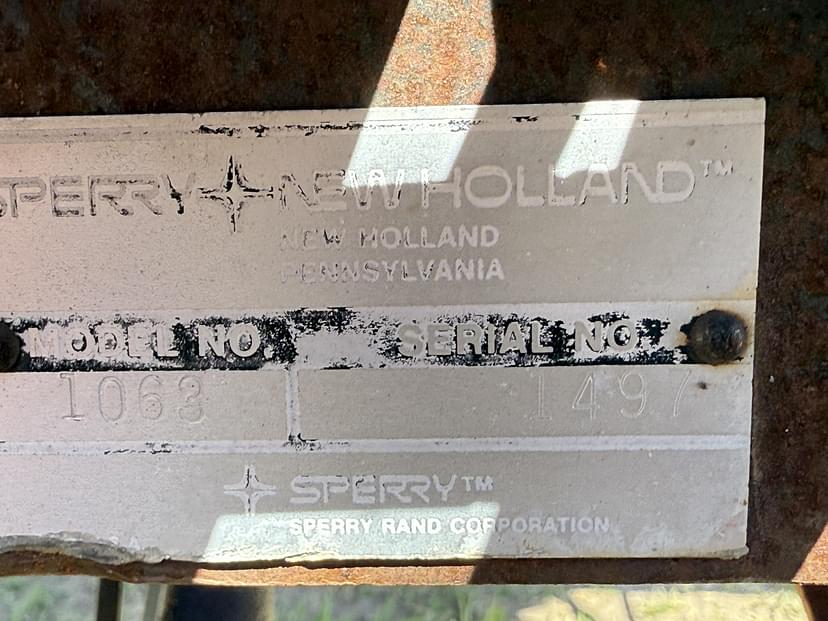 SPERRY NEW HOLLAND™
NEW HOLLAND
PENNSYLVANIA
MODEL NO. SERIAL NO.
1063 1497
SPERRY™
SPERRY RAND CORPORATION